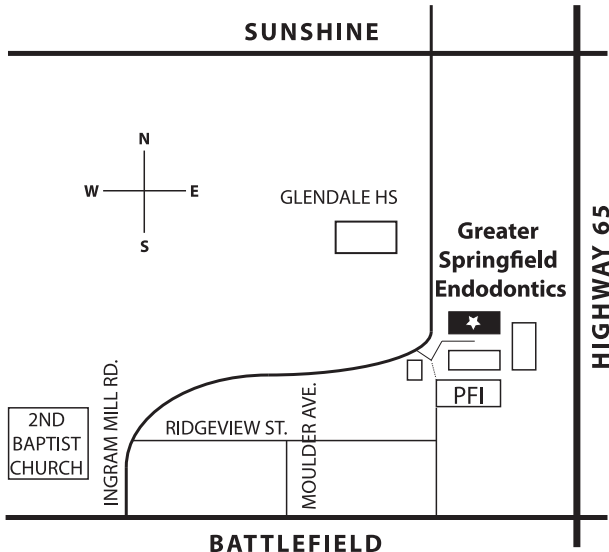 SUNSHINE
N
W
E
S
GLENDALE HS
Greater
Springfield
Endodontics
HIGHWAY 65
PFI
INGRAM MILL RD.
MOULDER AVE.
RIDGEVIEW ST.
2ND
BAPTIST
CHURCH
BATTLEFIELD